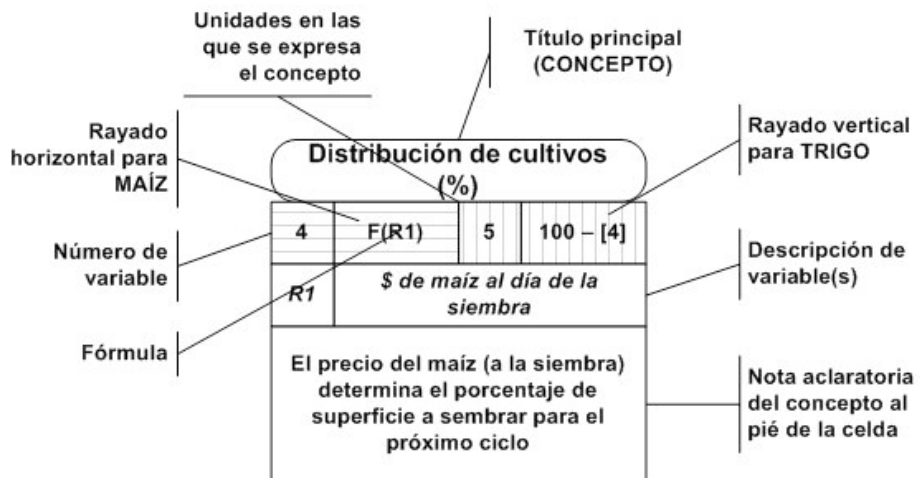 Unidades en las
que se expresa
el concepto
Título principal
(CONCEPTO)
Rayado
horizontal para
MAÍZ
Rayado vertical
para TRIGO
Distribución de cultivos
(%)
4
F(R1)
5
100 – [4]
Número de
variable
R1
$ de maíz al día de la
siembra
Descripción de
variable(s)
Fórmula
El precio del maíz (a la siembra)
determina el porcentaje de
superficie a sembrar para el
próximo ciclo
Nota aclaratoria
del concepto al
pié de la celda